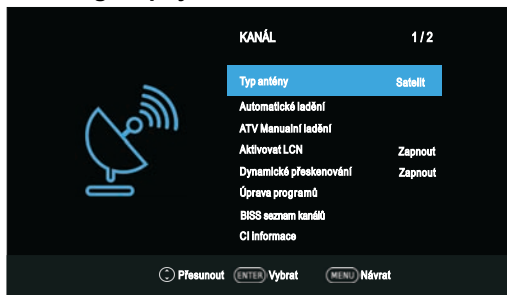 KANÁL 1 / 2
Typ antény Satelit
Automatické ladění
ATV Manualní ladění
Aktivovat LCN Zapnout
Dynamické přeskenování Zapnout
Úprava programů
BISS seznam kanálů
CI Informace
Přesunout ENTER Vybrat MENU Návrat